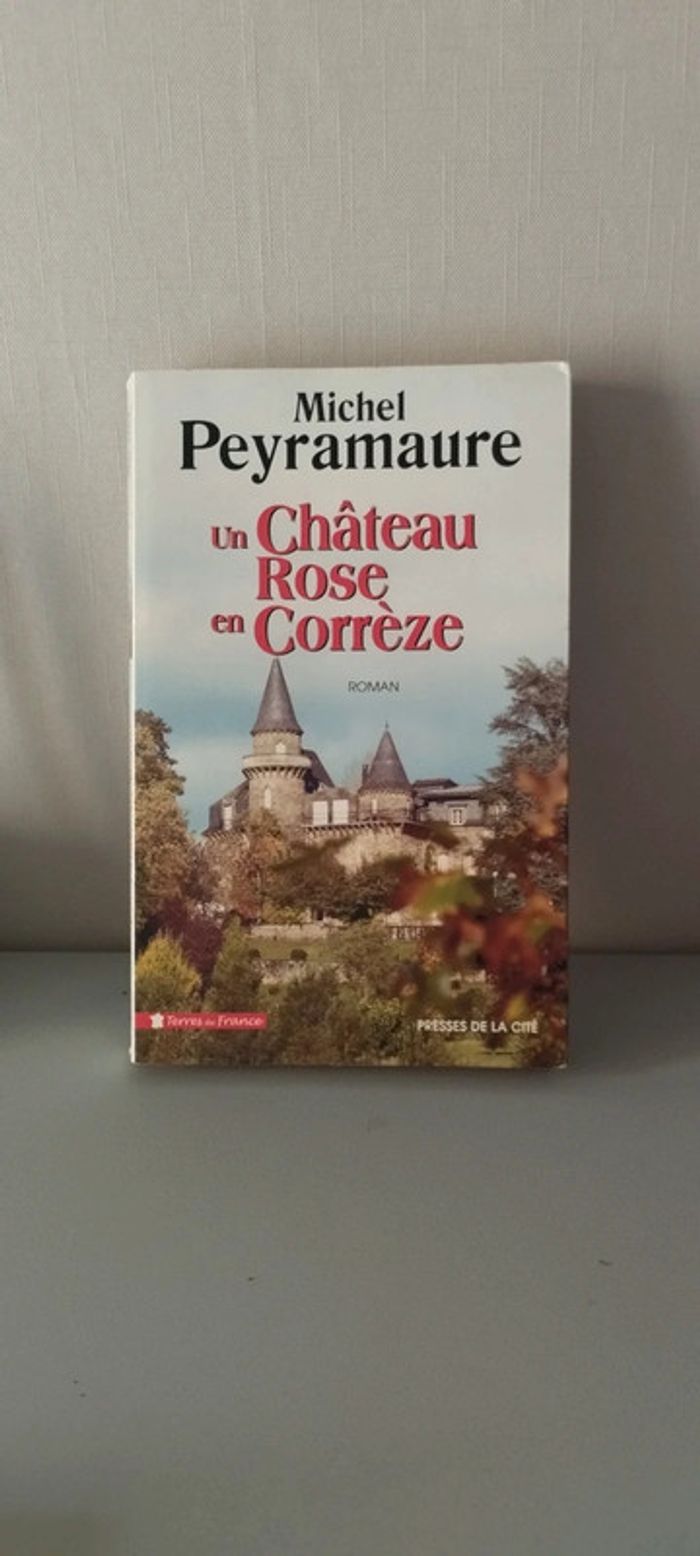 Michel
Peyramaure
Un Château
Rose
en Corrèze
ROMAN
Terres de France
PRESSES DE LA CITÉ